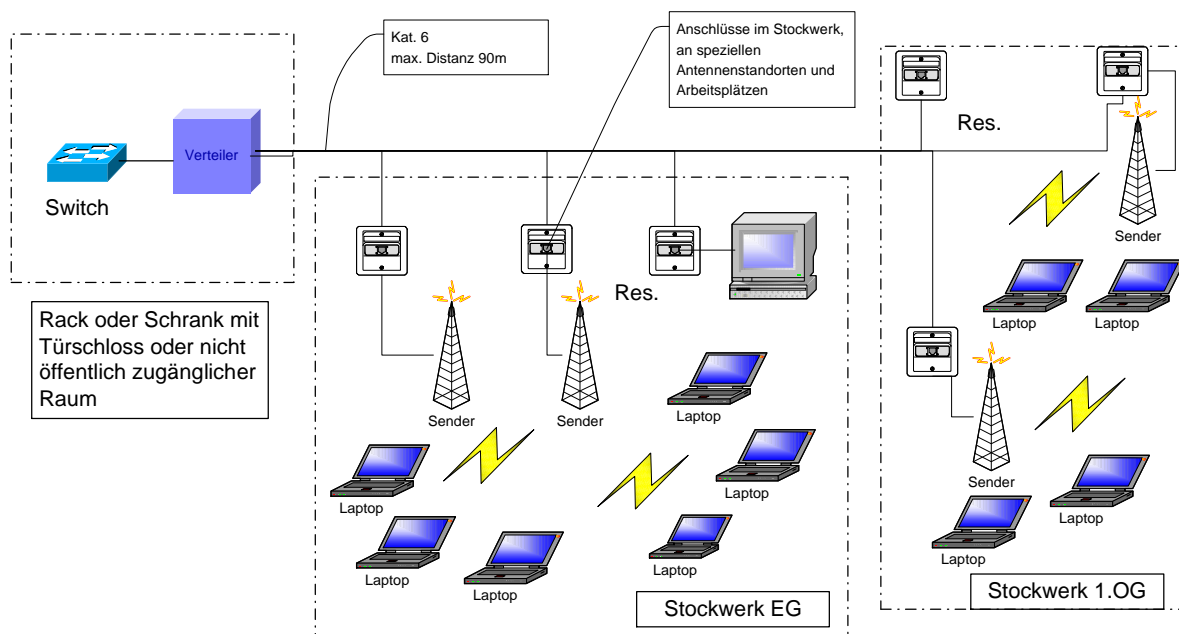 Kat. 6
max. Distanz 90m
Anschlüsse im Stockwerk,
an speziellen
Antennenstandorten und
Arbeitsplätzen
Verteiler
Switch
Rack oder Schrank mit
Türschloss oder nicht
öffentlich zugänglicher
Raum
Res.
Sender
Sender
Laptop
Laptop
Laptop
Laptop
Laptop
Laptop
Stockwerk EG
Res.
Sender
Laptop
Laptop
Sender
Laptop
Laptop
Stockwerk 1.OG